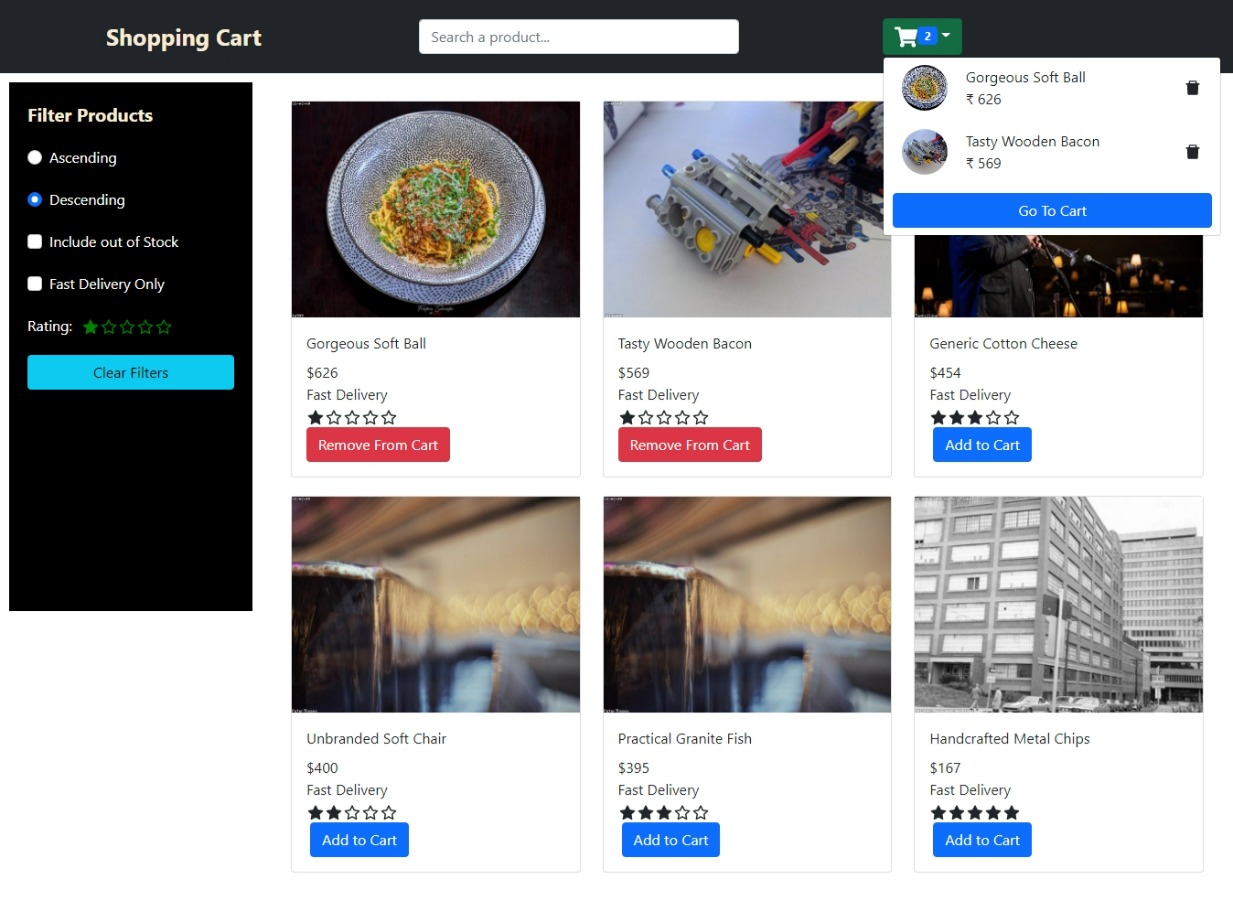 Shopping Cart
Search a product...
2
Gorgeous Soft Ball
₹ 626
Tasty Wooden Bacon
₹ 569
Go To Cart
Filter Products
Ascending
Descending
Include out of Stock
Fast Delivery Only
Rating:
Clear Filters
Gorgeous Soft Ball
$626
Fast Delivery
Remove From Cart
Tasty Wooden Bacon
$569
Fast Delivery
Remove From Cart
Generic Cotton Cheese
$454
Fast Delivery
Add to Cart
Unbranded Soft Chair
$400
Fast Delivery
Add to Cart
Practical Granite Fish
$395
Fast Delivery
Add to Cart
Handcrafted Metal Chips
$167
Fast Delivery
Add to Cart